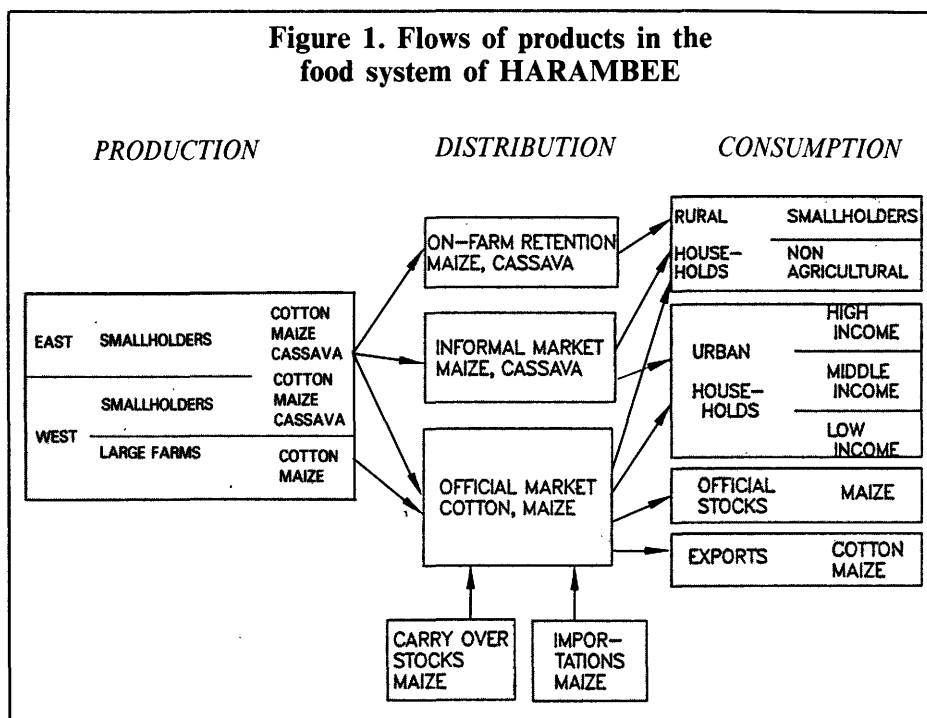 Figure 1. Flows of products in the
food system of HARAMBEE
PRODUCTION
DISTRIBUTION
CONSUMPTION
EAST
SMALLHOLDERS
COTTON
MAIZE
CASSAVA
WEST
SMALLHOLDERS
COTTON
MAIZE
CASSAVA
LARGE FARMS
COTTON
MAIZE
ON-FARM RETENTION
MAIZE, CASSAVA
INFORMAL MARKET
MAIZE, CASSAVA
OFFICIAL MARKET
COTTON, MAIZE
CARRY OVER
STOCKS
MAIZE
IMPOR-
TATIONS
MAIZE
RURAL
HOUSE-
HOLDS
SMALLHOLDERS
NON
AGRICULTURAL
URBAN
HOUSE-
HOLDS
HIGH
INCOME
MIDDLE
INCOME
LOW
INCOME
OFFICIAL
STOCKS
MAIZE
EXPORTS
COTTON
MAIZE